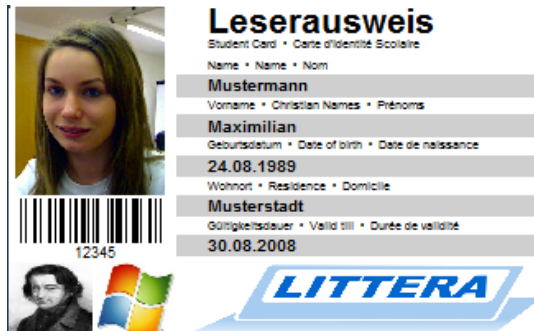 Leserausweis
Student Card • Carte d'identité Scolaire
Name • Name • Nom
Mustermann
Vorname • Christian Names • Prénoms
Maximilian
Geburtsdatum • Date of birth • Date de naissance
24.08.1989
Wohnort • Residence • Domicile
Musterstadt
Gültigkeitsdauer • Valid till • Durée de validité
30.08.2008
12345
LITTERA